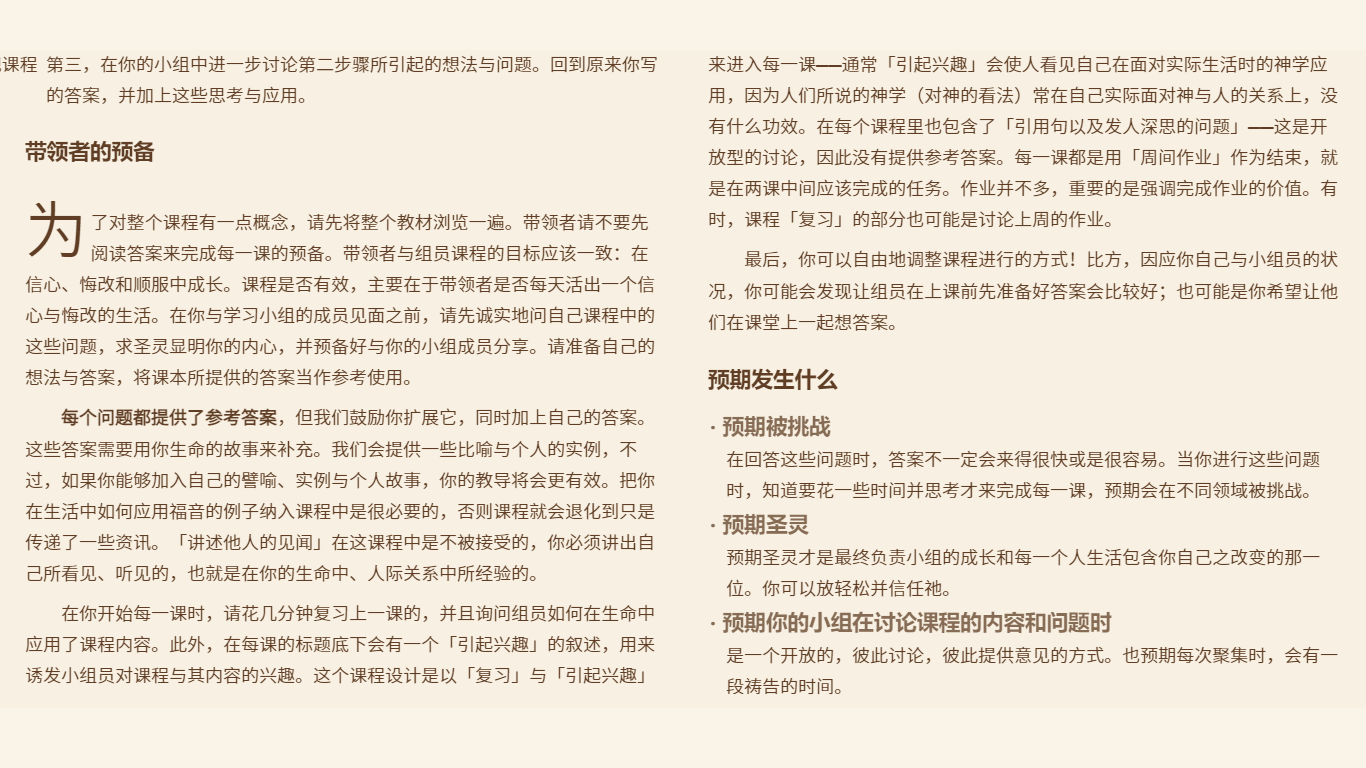 课程 第三，在你的小组中进一步讨论第二步骤所引起的想法与问题。回到原来你写
的答案，并加上这些思考与应用。
带领者的预备
为了对整个课程有一点概念，请先将整个教材浏览一遍。带领者请不要先
阅读答案来完成每一课的预备。带领者与组员课程的目标应该一致：在
信心、悔改和顺服中成长。课程是否有效，主要在于带领者是否每天活出一个信
心与悔改的生活。在你与学习小组的成员见面之前，请先诚实地问自己课程中的
这些问题，求圣灵显明你的内心，并预备好与你的小组成员分享。请准备自己的
想法与答案，将课本所提供的答案当作参考使用。
每个问题都提供了参考答案，但我们鼓励你扩展它，同时加上自己的答案。
这些答案需要用你生命的故事来补充。我们会提供一些比喻与个人的实例，不
过，如果你能够加入自己的譬喻、实例与个人故事，你的教导将会更有效。把你
在生活中如何应用福音的例子纳入课程中是很必要的，否则课程就会退化到只是
传递了一些资讯。「讲述他人的见闻」在这课程中是不被接受的，你必须讲出自
己所看见、听见的，也就是在你的生命中、人际关系中所经验的。
在你开始每一课时，请花几分钟复习上一课的，并且询问组员如何在生命中
应用了课程内容。此外，在每课的标题底下会有一个「引起兴趣」的叙述，用来
诱发小组员对课程与其内容的兴趣。这个课程设计是以「复习」与「引起兴趣」
来进入每一课——通常「引起兴趣」会使人看见自己在面对实际生活时的神学应
用，因为人们所说的神学（对神的看法）常在自己实际面对神与人的关系上，没
有什么功效。在每个课程里也包含了「引用句以及发人深思的问题」——这是开
放型的讨论，因此没有提供参考答案。每一课都是用「周间作业」作为结束，就
是在两课中间应该完成的任务。作业并不多，重要的是强调完成作业的价值。有
时，课程「复习」的部分也可能是讨论上周的作业。
最后，你可以自由地调整课程进行的方式！比方，因应你自己与小组员的状
况，你可能会发现让组员在上课前先准备好答案会比较好；也可能是你希望让他
们在课堂上一起想答案。
预期发生什么
· 预期被挑战
在回答这些问题时，答案不一定会来得很快或是很容易。当你进行这些问题
时，知道要花一些时间并思考才来完成每一课，预期会在不同领域被挑战。
· 预期圣灵
预期圣灵才是最终负责小组的成长和每一个人生活包含你自己之改变的那一
位。你可以放轻松并信任祂。
· 预期你的小组在讨论课程的内容和问题时
是一个开放的，彼此讨论，彼此提供意见的方式。也预期每次聚集时，会有一
段祷告的时间。